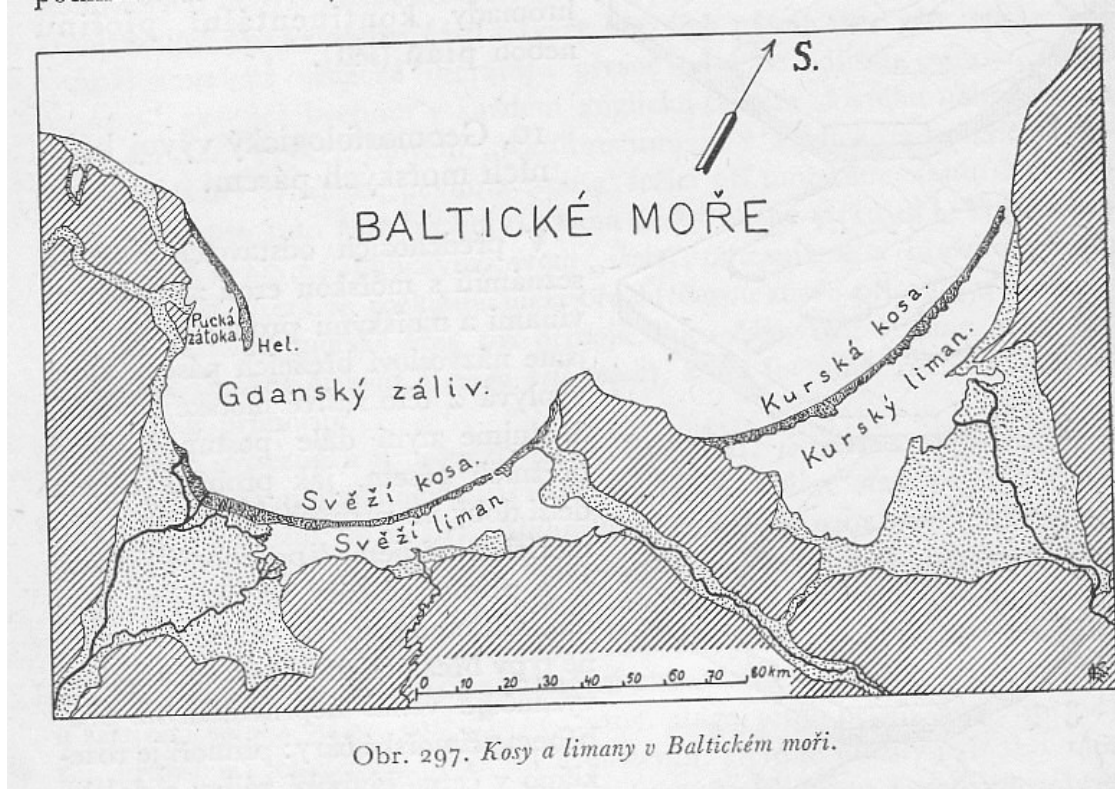 S.
BALTICKÉ MOŘE
Pucká
zátoka.
Hel.
Gdanský záliv.
Kurská kosa.
Kurský liman.
Svěží kosa.
Svěží liman
0 10 20 30 40 50 60 70 80 km
Obr. 297. Kosy a limany v Baltickém moři.